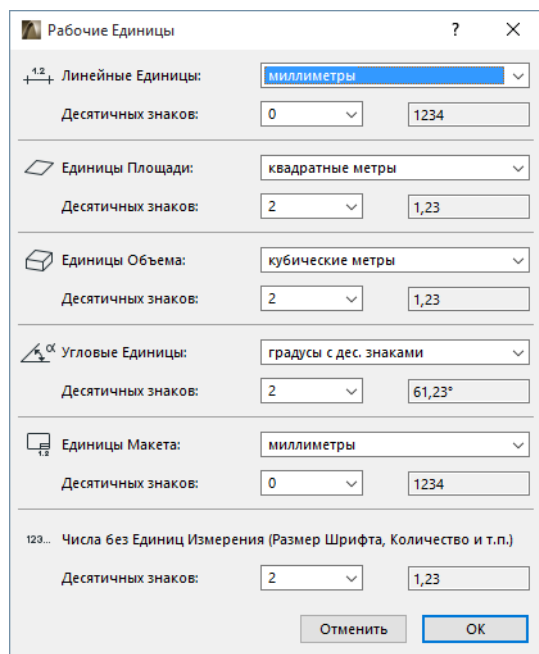 Рабочие Единицы ?
1.2 Линейные Единицы: миллиметры
Десятичных знаков: 0 1234
Единицы Площади: квадратные метры
Десятичных знаков: 2 1,23
Единицы Объема: кубические метры
Десятичных знаков: 2 1,23
α Угловые Единицы: градусы с дес. знаками
Десятичных знаков: 2 61,23°
1.2 Единицы Макета: миллиметры
Десятичных знаков: 0 1234
123... Числа без Единиц Измерения (Размер Шрифта, Количество и т.п.)
Десятичных знаков: 2 1,23
Отменить OK